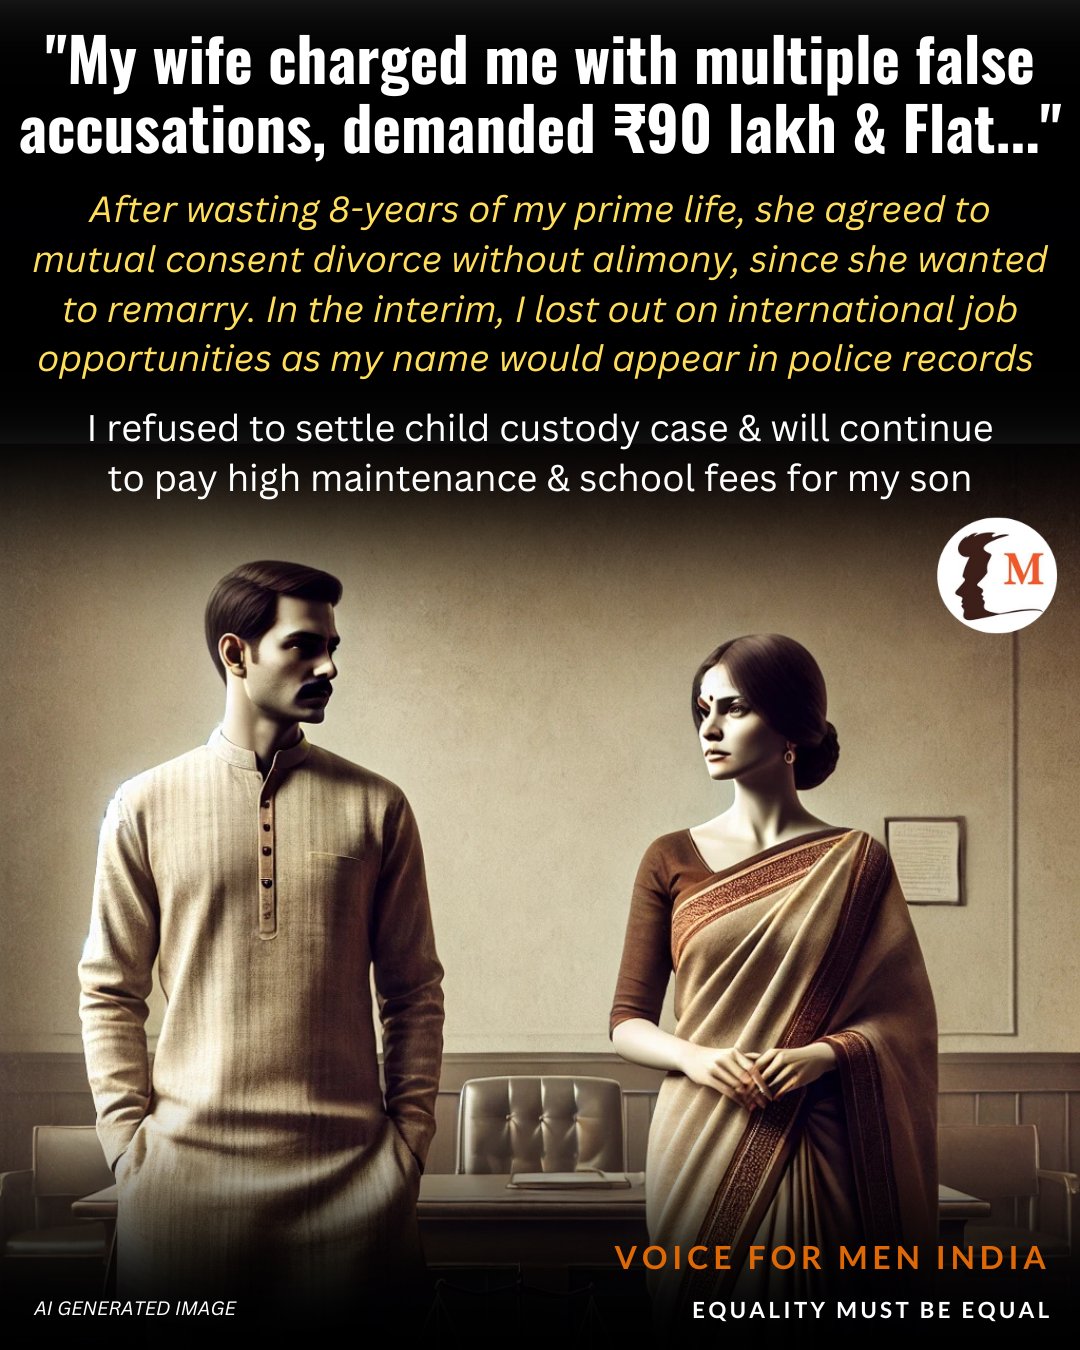 "My wife charged me with multiple false
accusations, demanded ₹90 lakh & Flat..."
After wasting 8-years of my prime life, she agreed to
mutual consent divorce without alimony, since she wanted
to remarry. In the interim, I lost out on international job
opportunities as my name would appear in police records
I refused to settle child custody case & will continue
to pay high maintenance & school fees for my son
M
VOICE FOR MEN INDIA
AI GENERATED IMAGE
EQUALITY MUST BE EQUAL